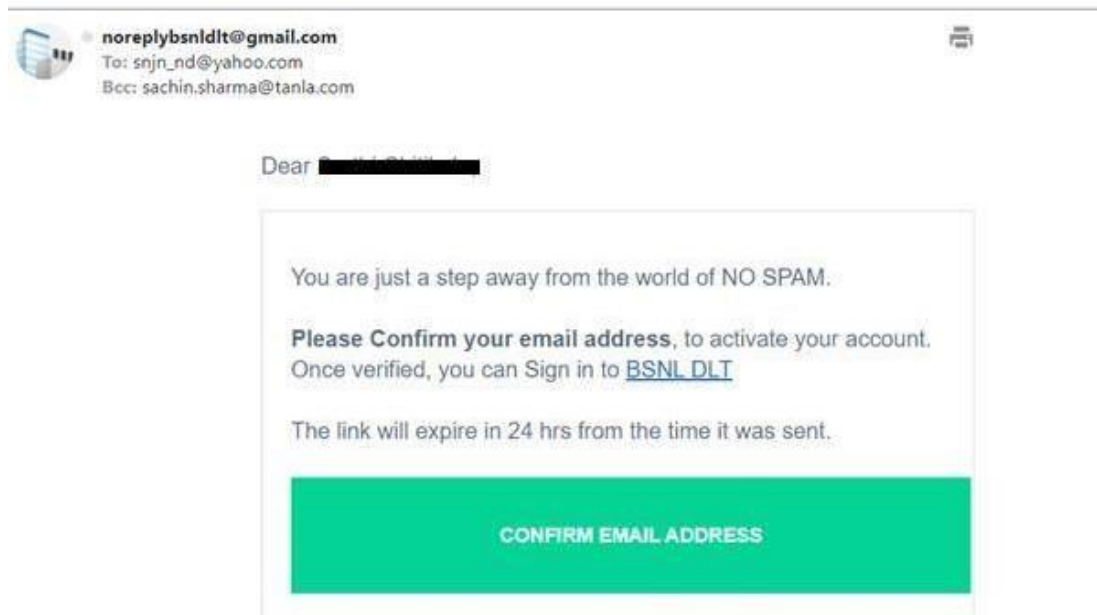 noreplybsnldlt@gmail.com
To: snjn_nd@yahoo.com
Bcc: sachin.sharma@tanla.com
Dear
You are just a step away from the world of NO SPAM.
Please Confirm your email address, to activate your account.
Once verified, you can Sign in to BSNL DLT
The link will expire in 24 hrs from the time it was sent.
CONFIRM EMAIL ADDRESS